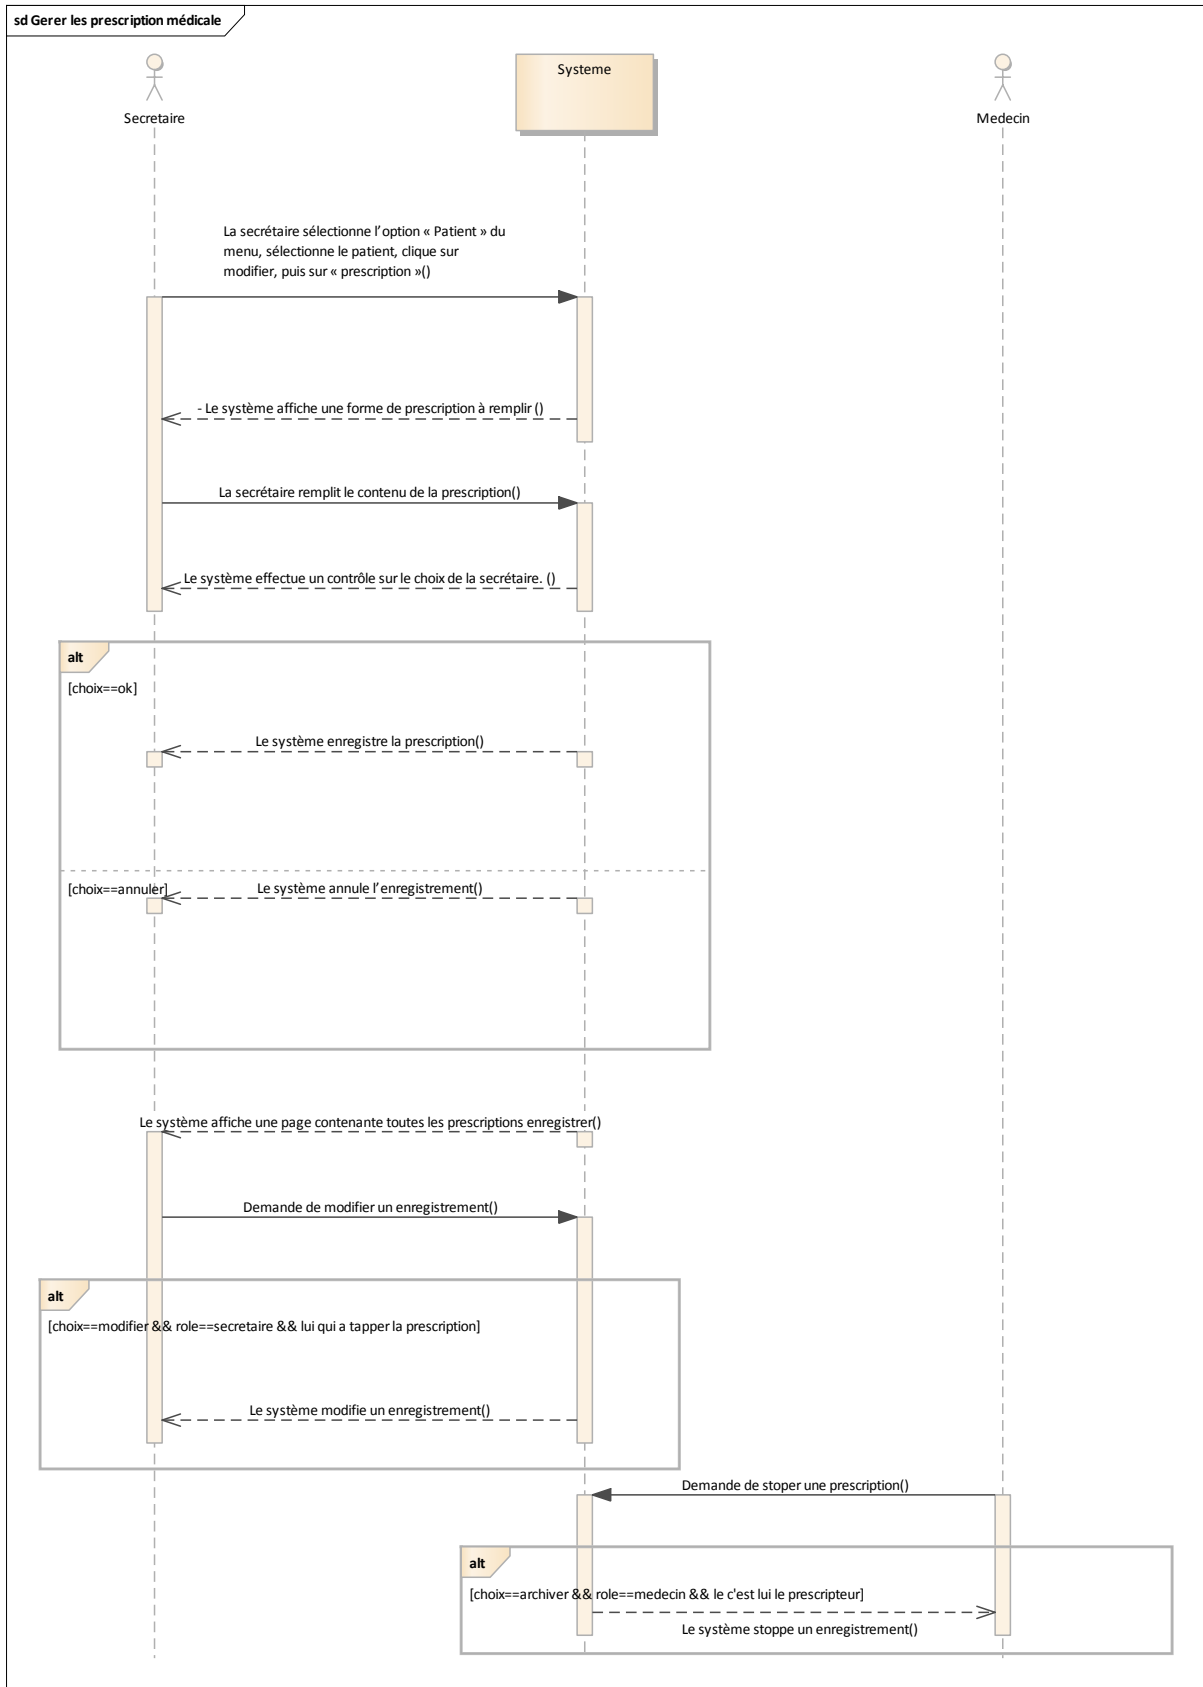 sd Gerer les prescription médicale
Secretaire
Systeme
Medecin
La secrétaire sélectionne l'option « Patient » du
menu, sélectionne le patient, clique sur
modifier, puis sur « prescription »()
- Le système affiche une forme de prescription à remplir ()
La secrétaire remplit le contenu de la prescription()
Le système effectue un contrôle sur le choix de la secrétaire. ()
alt
[choix==ok]
Le système enregistre la prescription()
[choix==annuler]
Le système annule l'enregistrement()
Le système affiche une page contenante toutes les prescriptions enregistrer()
Demande de modifier un enregistrement()
alt
[choix==modifier && role==secretaire && lui qui a tapper la prescription]
Le système modifie un enregistrement()
Demande de stoper une prescription()
alt
[choix==archiver && role==medecin && le c'est lui le prescripteur]
Le système stoppe un enregistrement()